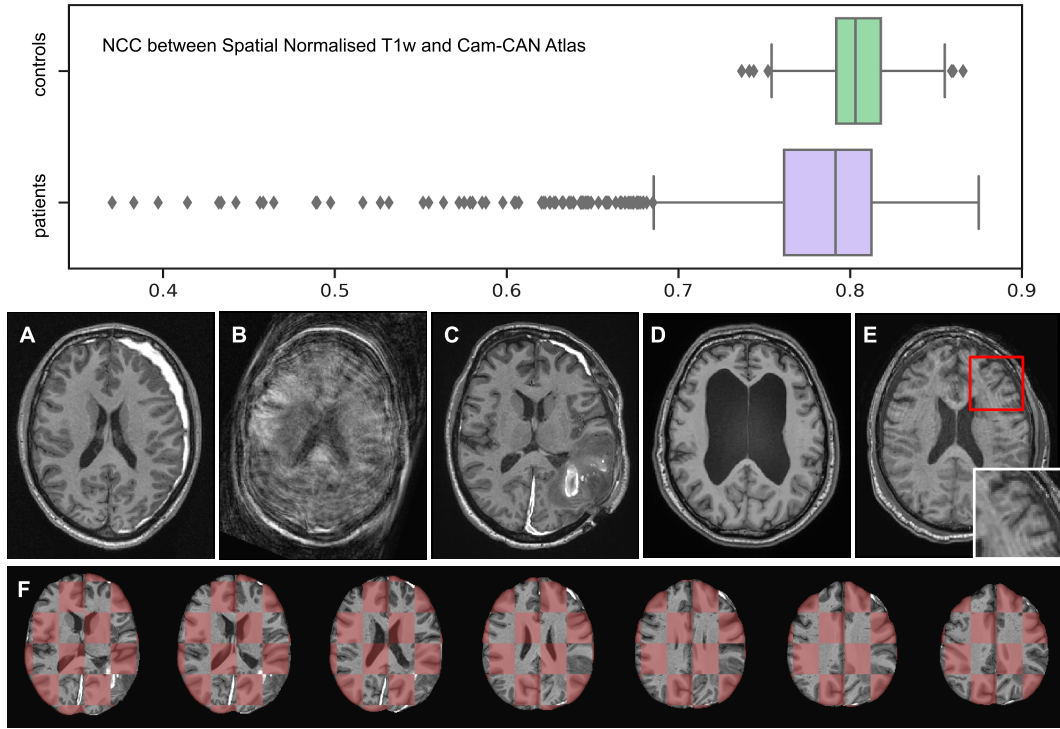 NCC between Spatial Normalised T1w and Cam-CAN Atlas
controls
patients
0.4 0.5 0.6 0.7 0.8 0.9
A B C D E
F